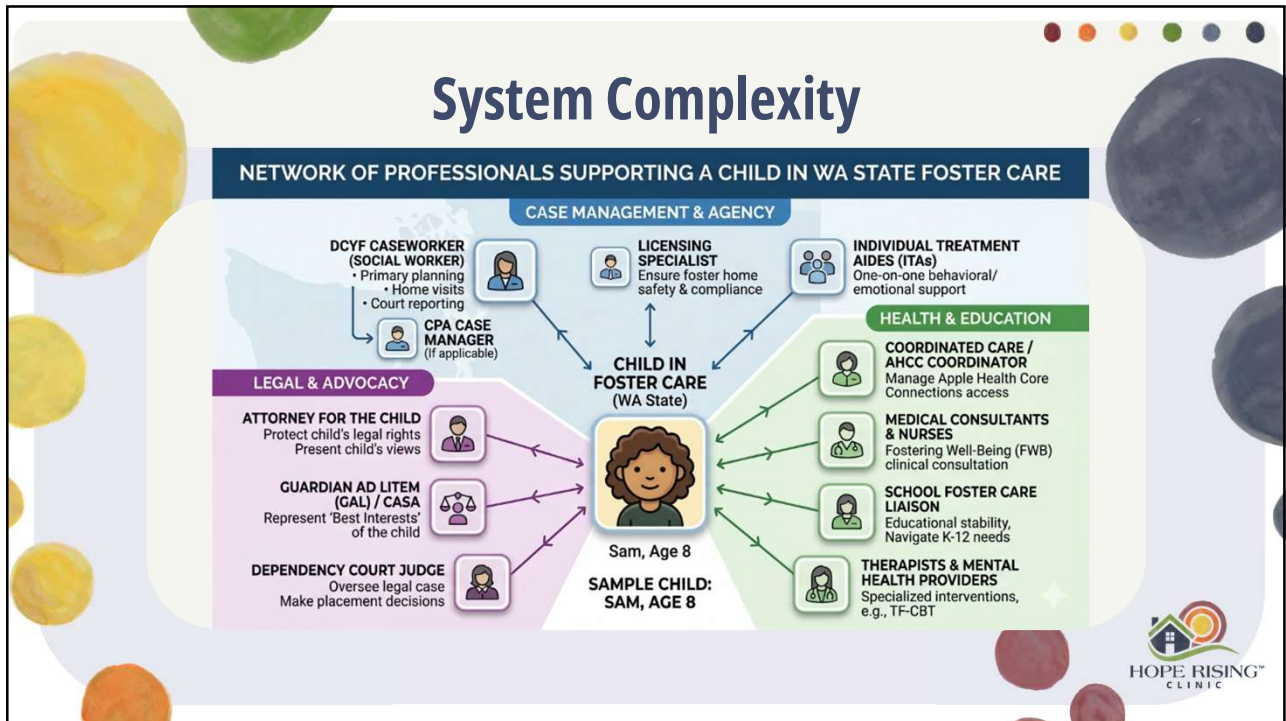 System Complexity
NETWORK OF PROFESSIONALS SUPPORTING A CHILD IN WA STATE FOSTER CARE
CASE MANAGEMENT & AGENCY
DCYF CASEWORKER
(SOCIAL WORKER)
• Primary planning
• Home visits
• Court reporting
CPA CASE
MANAGER
(If applicable)
LICENSING
SPECIALIST
Ensure foster home
safety & compliance
INDIVIDUAL TREATMENT
AIDES (ITAs)
One-on-one behavioral/
emotional support
LEGAL & ADVOCACY
ATTORNEY FOR THE CHILD
Protect child's legal rights
Present child's views
GUARDIAN AD LITEM
(GAL) / CASA
Represent 'Best Interests'
of the child
DEPENDENCY COURT JUDGE
Oversee legal case
Make placement decisions
CHILD IN
FOSTER CARE
(WA State)
Sam, Age 8
SAMPLE CHILD:
SAM, AGE 8
HEALTH & EDUCATION
COORDINATED CARE /
AHCC COORDINATOR
Manage Apple Health Core
Connections access
MEDICAL CONSULTANTS
& NURSES
Fostering Well-Being (FWB)
clinical consultation
SCHOOL FOSTER CARE
LIAISON
Educational stability,
Navigate K-12 needs
THERAPISTS & MENTAL
HEALTH PROVIDERS
Specialized interventions,
e.g., TF-CBT
HOPE RISING™
CLINIC